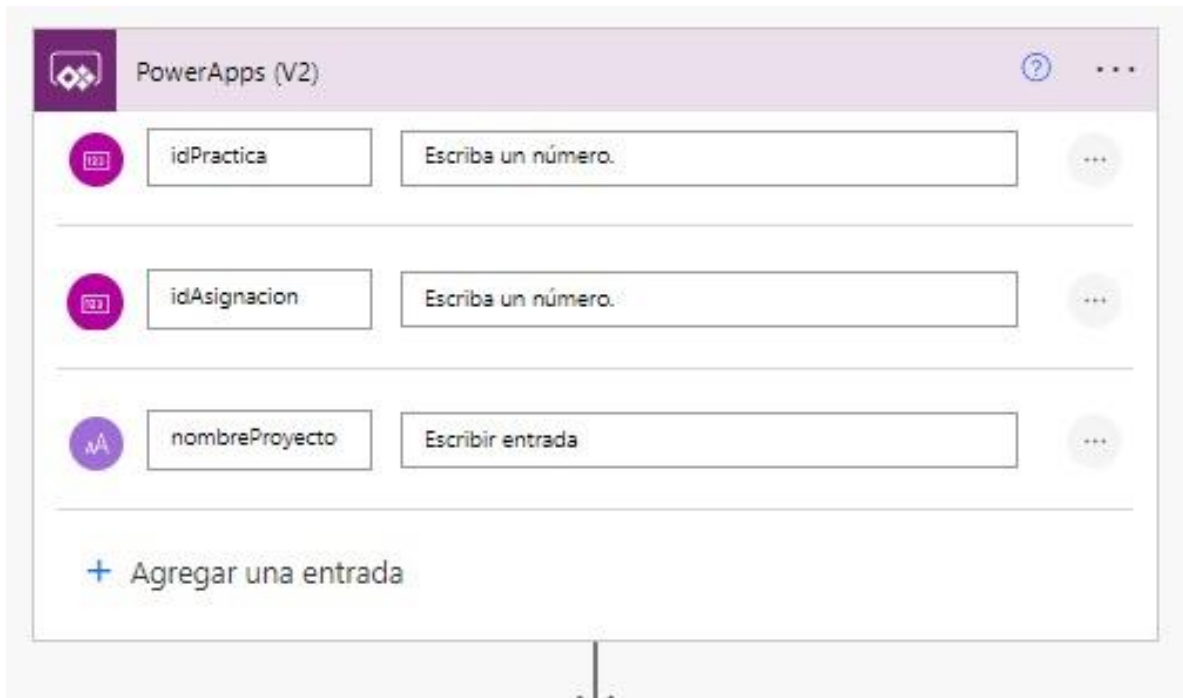 PowerApps (V2)
idPractica Escriba un número.
idAsignacion Escriba un número.
nombreProyecto Escribir entrada
+ Agregar una entrada